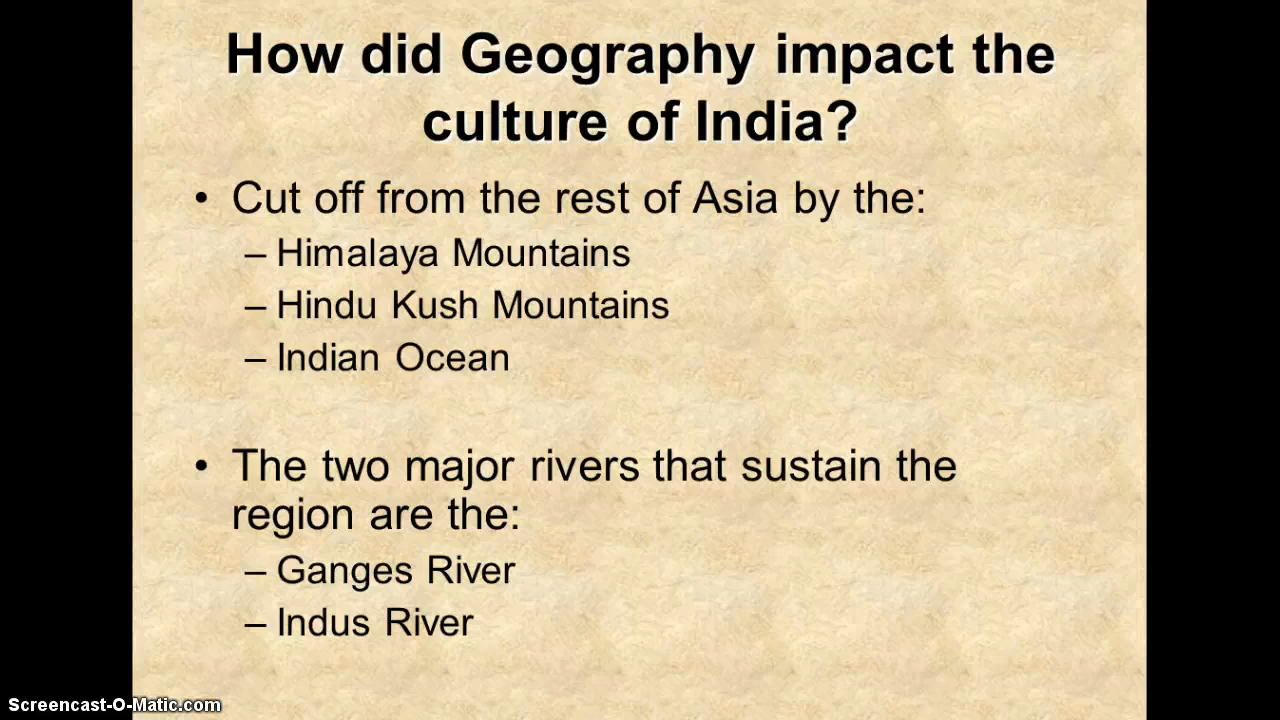 How did Geography impact the
culture of India?
• Cut off from the rest of Asia by the:
– Himalaya Mountains
– Hindu Kush Mountains
– Indian Ocean
• The two major rivers that sustain the
region are the:
– Ganges River
– Indus River
Screencast-O-Matic.com